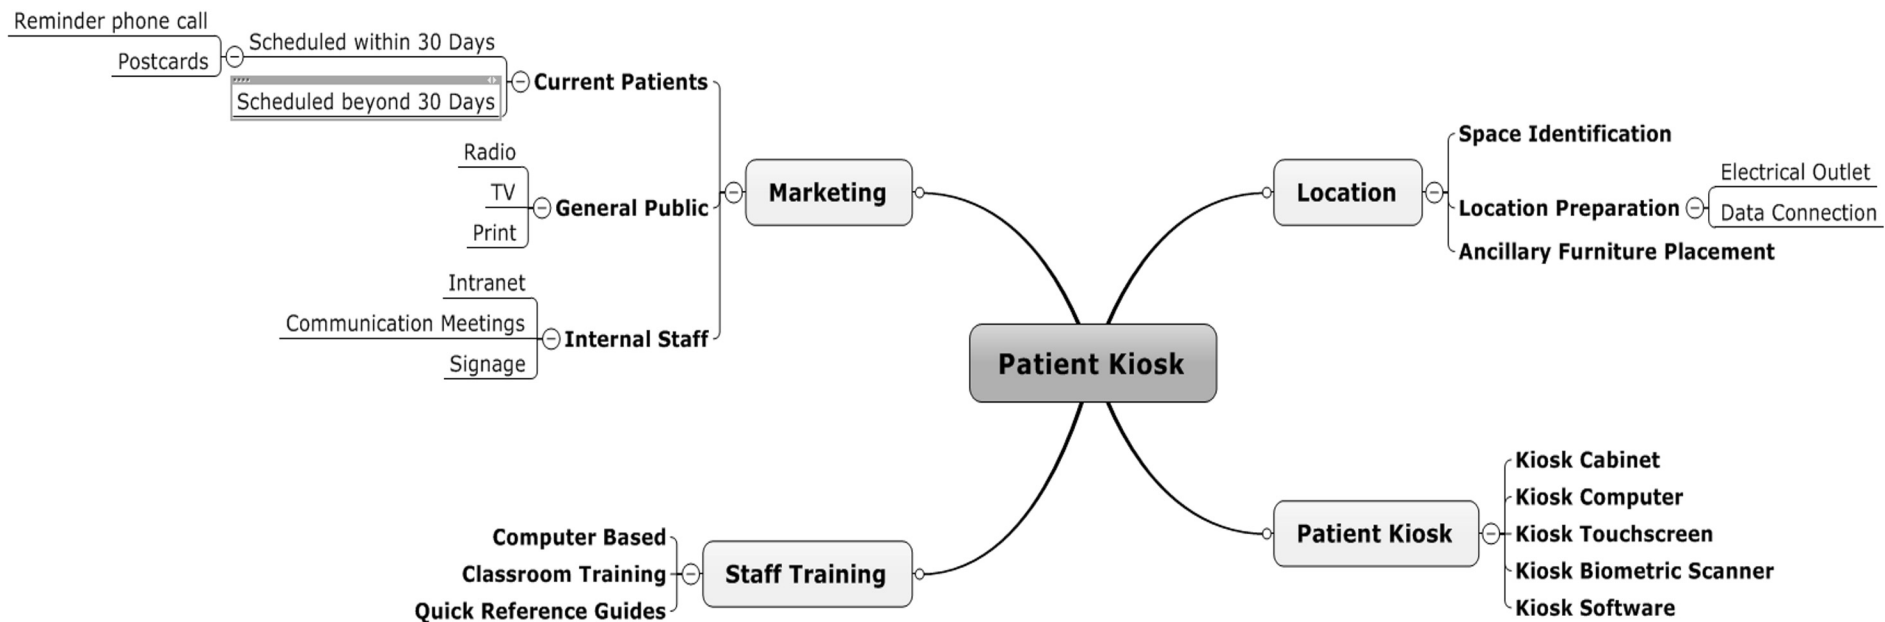 Reminder phone call
Postcards
Scheduled within 30 Days
Scheduled beyond 30 Days
Current Patients
Radio
TV
Print
General Public
Intranet
Communication Meetings
Signage
Internal Staff
Marketing
Location
Space Identification
Location Preparation
Electrical Outlet
Data Connection
Ancillary Furniture Placement
Patient Kiosk
Computer Based
Classroom Training
Quick Reference Guides
Staff Training
Patient Kiosk
Kiosk Cabinet
Kiosk Computer
Kiosk Touchscreen
Kiosk Biometric Scanner
Kiosk Software